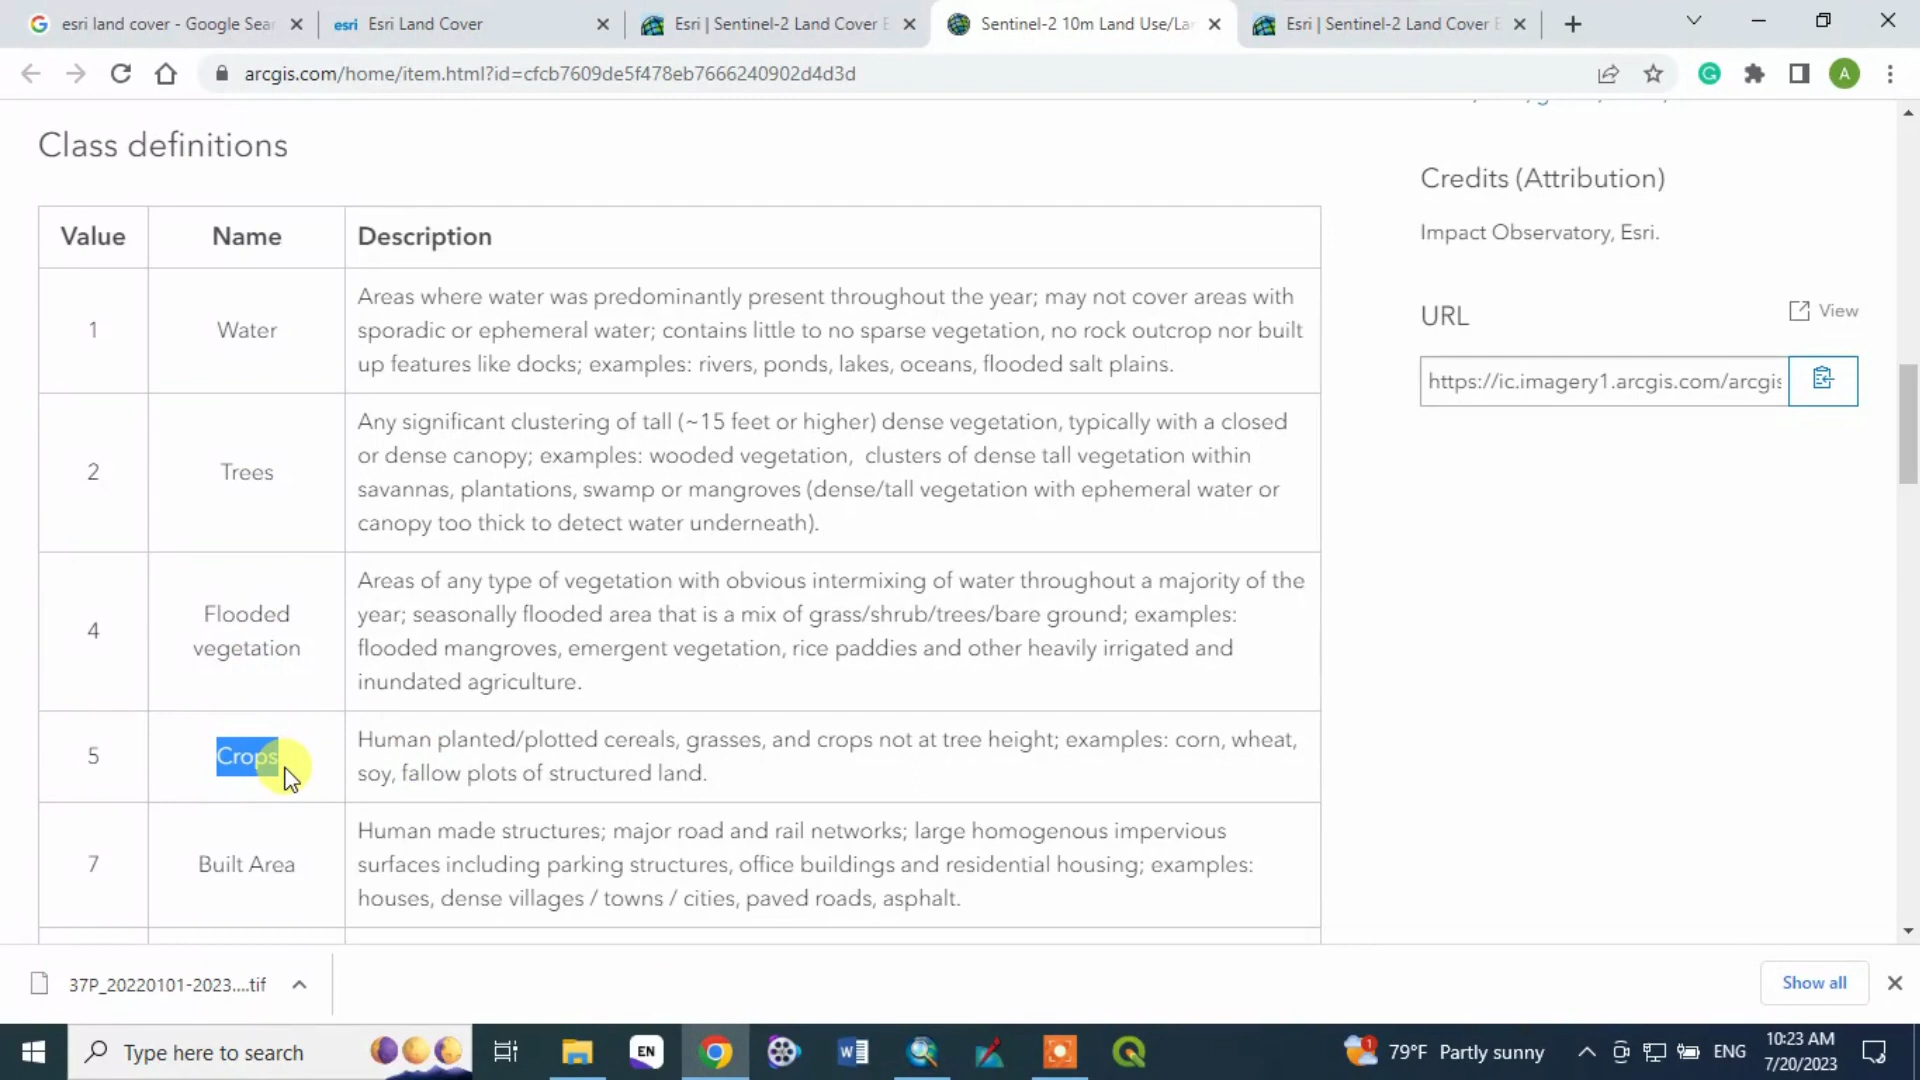 esri land cover - Google Sear
esri Esri Land Cover
Esri | Sentinel-2 Land Cover E
Sentinel-2 10m Land Use/La
Esri | Sentinel-2 Land Cover E
arcgis.com/home/item.html?id=cfcb7609de5f478eb7666240902d4d3d
A
Class definitions
Value Name Description
1 Water
Areas where water was predominantly present throughout the year; may not cover areas with
sporadic or ephemeral water; contains little to no sparse vegetation, no rock outcrop nor built
up features like docks; examples: rivers, ponds, lakes, oceans, flooded salt plains.
2 Trees
Any significant clustering of tall (~15 feet or higher) dense vegetation, typically with a closed
or dense canopy; examples: wooded vegetation, clusters of dense tall vegetation within
savannas, plantations, swamp or mangroves (dense/tall vegetation with ephemeral water or
canopy too thick to detect water underneath).
4 Flooded
vegetation
Areas of any type of vegetation with obvious intermixing of water throughout a majority of the
year; seasonally flooded area that is a mix of grass/shrub/trees/bare ground; examples:
flooded mangroves, emergent vegetation, rice paddies and other heavily irrigated and
inundated agriculture.
5 Crops
Human planted/plotted cereals, grasses, and crops not at tree height; examples: corn, wheat,
soy, fallow plots of structured land.
7 Built Area
Human made structures; major road and rail networks; large homogenous impervious
surfaces including parking structures, office buildings and residential housing; examples:
houses, dense villages / towns / cities, paved roads, asphalt.
Credits (Attribution)
Impact Observatory, Esri.
URL
View
https://ic.imagery1.arcgis.com/arcgis
37P_20220101-2023....tif
Show all
Type here to search
EN
79°F Partly sunny
ENG
10:23 AM
7/20/2023